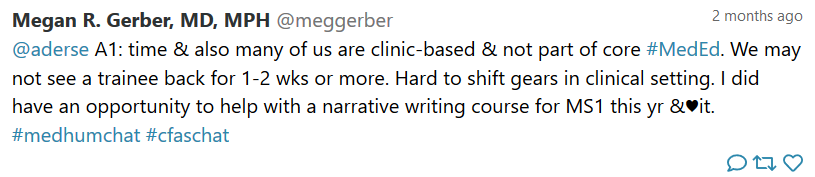 Megan R. Gerber, MD, MPH @meggerber 2 months ago
@aderse A1: time & also many of us are clinic-based & not part of core #MedEd. We may
not see a trainee back for 1-2 wks or more. Hard to shift gears in clinical setting. I did
have an opportunity to help with a narrative writing course for MS1 this yr &♥it.
#medhumchat #cfaschat